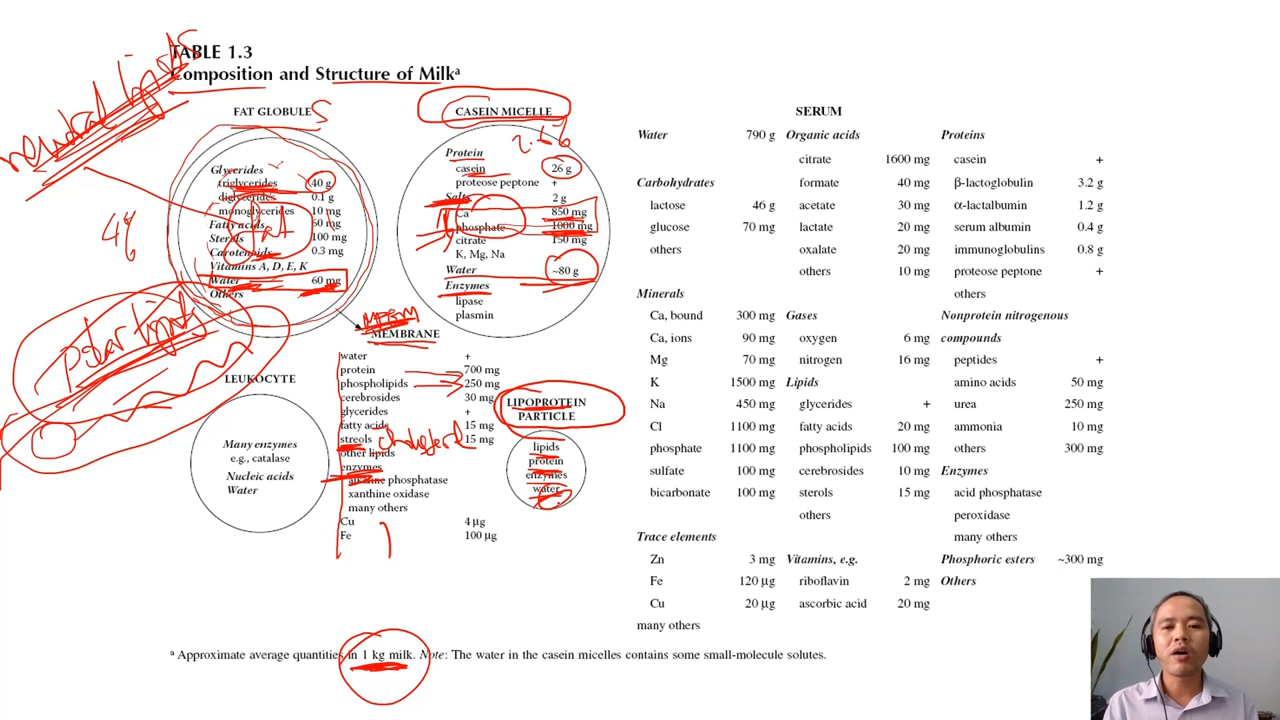 TABLE 1.3
Composition and Structure of Milkᵃ
neutral lipids
4%
Polar lipids
FAT GLOBULE S
Glycerides
triglycerides 40 g
diglycerides 0.1 g
monoglycerides 10 mg
Fatty acids 60 mg
Sterols 100 mg
Carotenoids 0.3 mg
Vitamins A, D, E, K
Water 60 mg
Others
fat
CASEIN MICELLE
2.6%
Protein
casein 26 g
proteose peptone +
Salts 2 g
Ca 850 mg
phosphate 1000 mg
citrate 150 mg
K, Mg, Na
Water ~80 g
Enzymes
lipase
plasmin
MFGM
MEMBRANE
water +
protein 700 mg
phospholipids 250 mg
cerebrosides 30 mg
glycerides +
fatty acids 15 mg
streols 15 mg
cholesterol
other lipids
enzymes
alkaline phosphatase
xanthine oxidase
many others
Cu 4 µg
Fe 100 µg
LEUKOCYTE
Many enzymes
e.g., catalase
Nucleic acids
Water
LIPOPROTEIN
PARTICLE
lipids
protein
enzymes
water
SERUM
Water 790 g
Carbohydrates
lactose 46 g
glucose 70 mg
others
Minerals
Ca, bound 300 mg
Ca, ions 90 mg
Mg 70 mg
K 1500 mg
Na 450 mg
Cl 1100 mg
phosphate 1100 mg
sulfate 100 mg
bicarbonate 100 mg
Trace elements
Zn 3 mg
Fe 120 µg
Cu 20 µg
many others
Organic acids
citrate 1600 mg
formate 40 mg
acetate 30 mg
lactate 20 mg
oxalate 20 mg
others 10 mg
Gases
oxygen 6 mg
nitrogen 16 mg
Lipids
glycerides +
fatty acids 20 mg
phospholipids 100 mg
cerebrosides 10 mg
sterols 15 mg
others
Vitamins, e.g.
riboflavin 2 mg
ascorbic acid 20 mg
Proteins
casein +
β-lactoglobulin 3.2 g
α-lactalbumin 1.2 g
serum albumin 0.4 g
immunoglobulins 0.8 g
proteose peptone +
others
Nonprotein nitrogenous
compounds
peptides +
amino acids 50 mg
urea 250 mg
ammonia 10 mg
others 300 mg
Enzymes
acid phosphatase
peroxidase
many others
Phosphoric esters ~300 mg
Others
ᵃ Approximate average quantities in 1 kg milk. Note: The water in the casein micelles contains some small-molecule solutes.